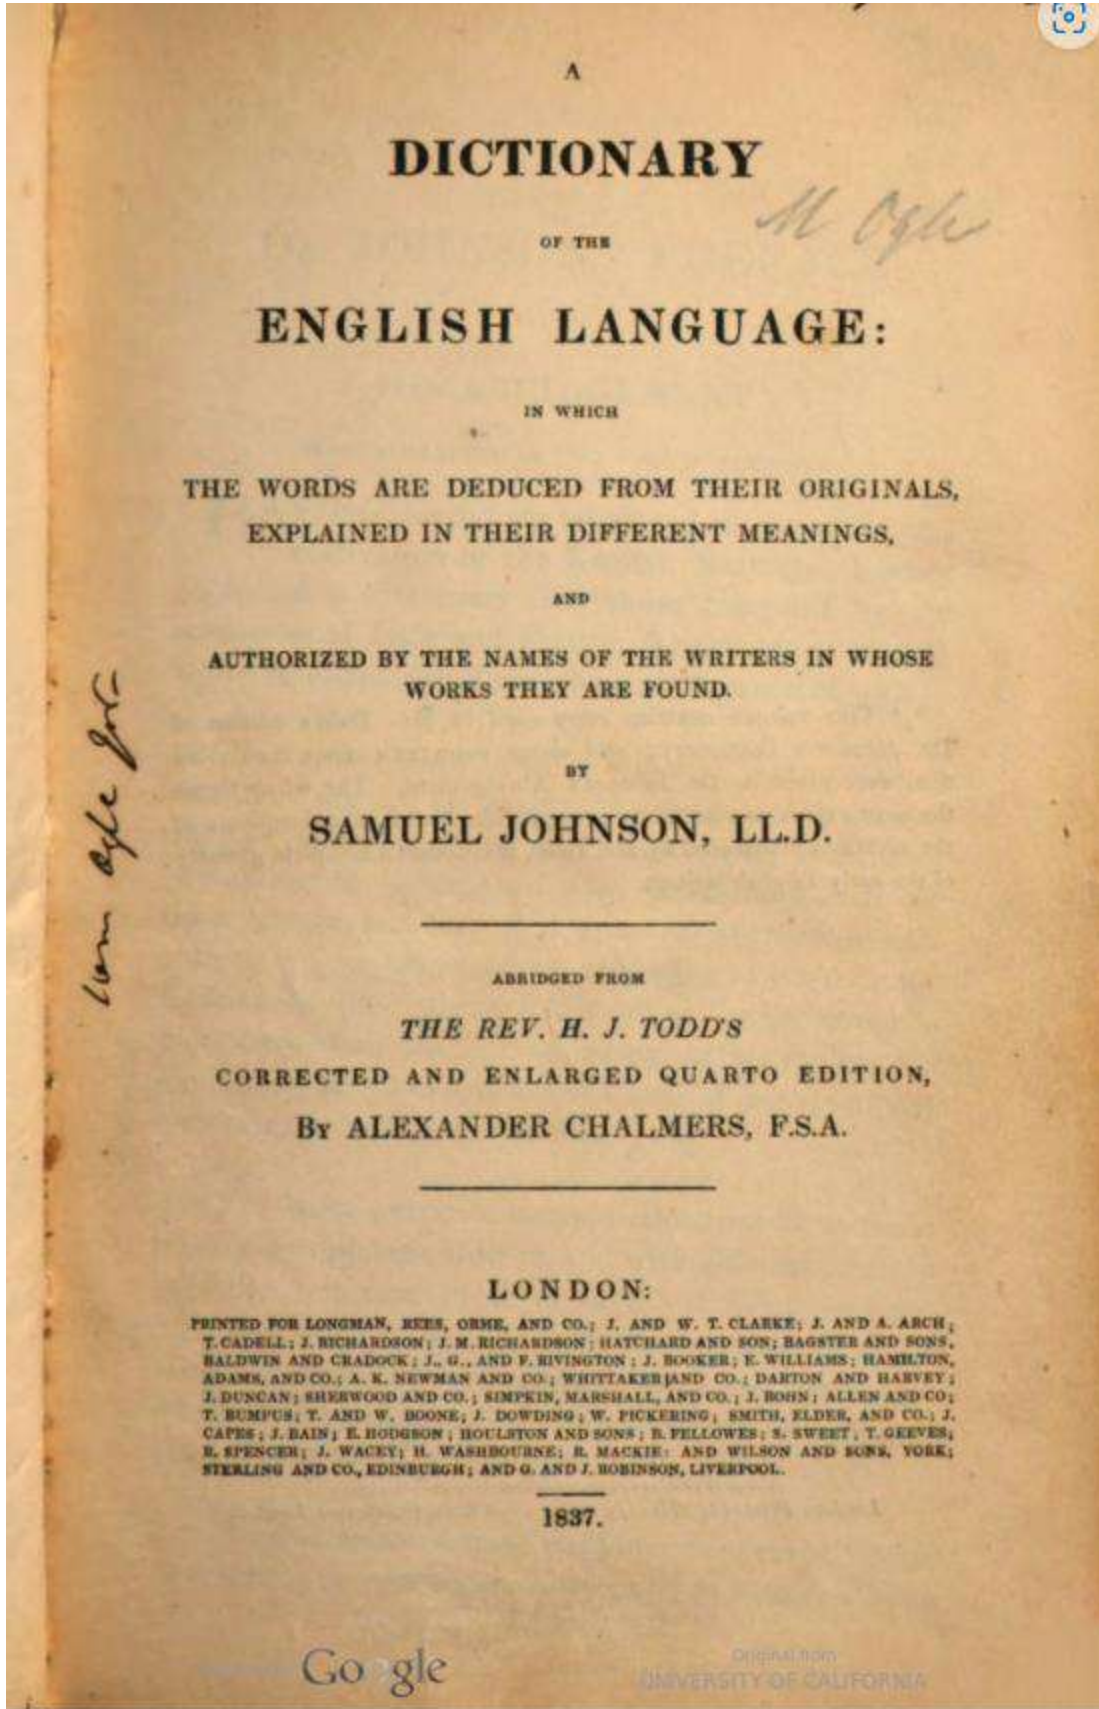 A
DICTIONARY
M Ogle
OF THE
ENGLISH LANGUAGE:
IN WHICH
THE WORDS ARE DEDUCED FROM THEIR ORIGINALS,
EXPLAINED IN THEIR DIFFERENT MEANINGS,
AND
AUTHORIZED BY THE NAMES OF THE WRITERS IN WHOSE
WORKS THEY ARE FOUND.
BY
SAMUEL JOHNSON, LL.D.
Ogle
ABRIDGED FROM
THE REV. H. J. TODD'S
CORRECTED AND ENLARGED QUARTO EDITION,
By ALEXANDER CHALMERS, F.S.A.
LONDON:
PRINTED FOR LONGMAN, REES, ORME, AND CO.; J. AND W. T. CLARKE; J. AND A. ARCH;
T. CADELL; J. RICHARDSON; J. M. RICHARDSON; HATCHARD AND SON; BAGSTER AND SONS,
BALDWIN AND CRADOCK; J., G., AND F. RIVINGTON; J. BOOKER; E. WILLIAMS; HAMILTON,
ADAMS, AND CO.; A. K. NEWMAN AND CO.; WHITTAKER AND CO.; DARTON AND HARVEY;
J. DUNCAN; SHERWOOD AND CO.; SIMPKIN, MARSHALL, AND CO.; J. BOHN; ALLEN AND CO;
T. BUMPUS; T. AND W. BOONE; J. DOWDING; W. PICKERING; SMITH, ELDER, AND CO.; J.
CAPES; J. BAIN; E. HODGSON; HOULSTON AND SONS; B. FELLOWES; S. SWEET; T. GEEVES;
R. SPENCER; J. WACEY; H. WASHBOURNE; R. MACKIE: AND WILSON AND SONS, YORK;
STERLING AND CO., EDINBURGH; AND G. AND J. ROBINSON, LIVERPOOL.
1837.
Google
Original from
UNIVERSITY OF CALIFORNIA